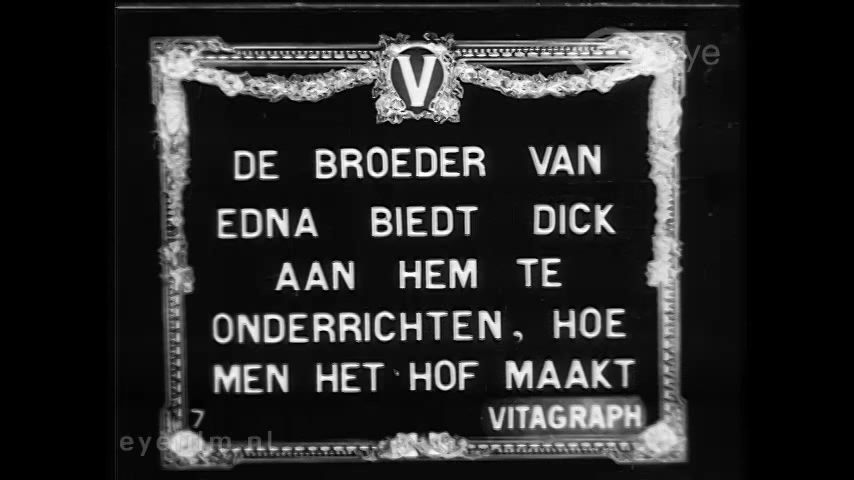 eye
V
DE BROEDER VAN
EDNA BIEDT DICK
AAN HEM TE
ONDERRICHTEN, HOE
MEN HET HOF MAAKT
7
VITAGRAPH
eyefilm.nl